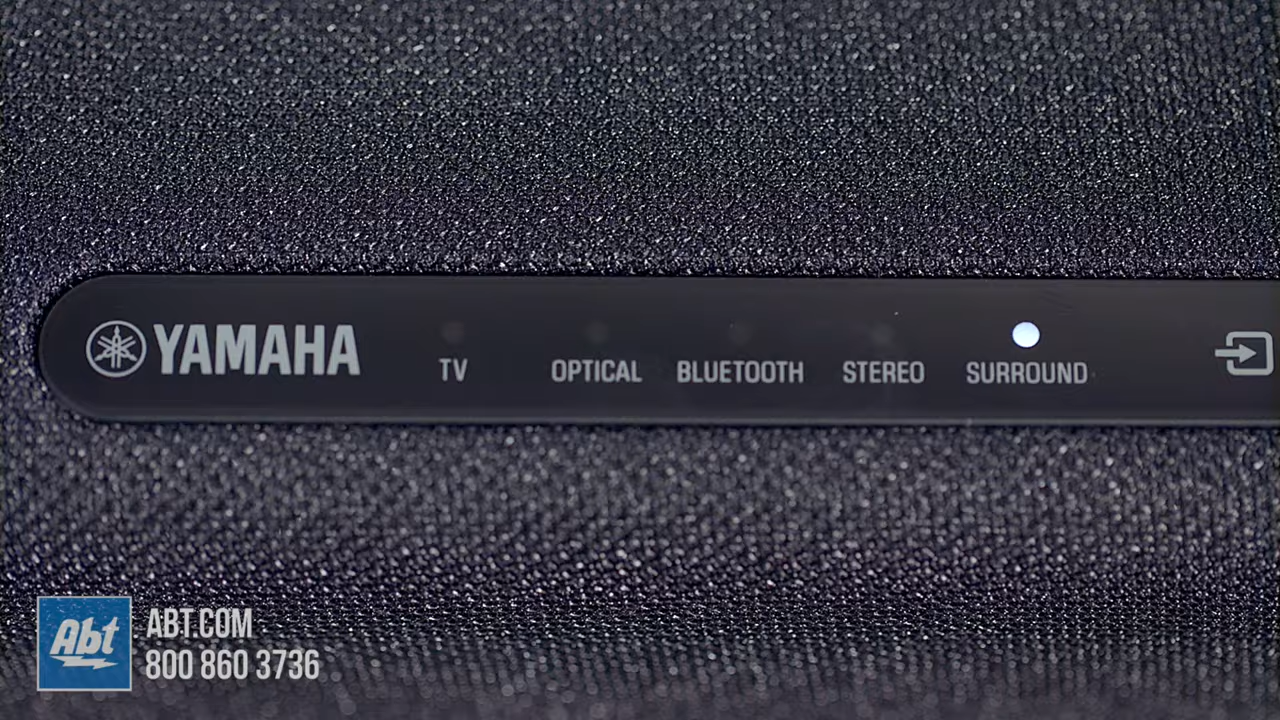 YAMAHA
TV OPTICAL BLUETOOTH STEREO SURROUND
Abt
ABT.COM
800 860 3736